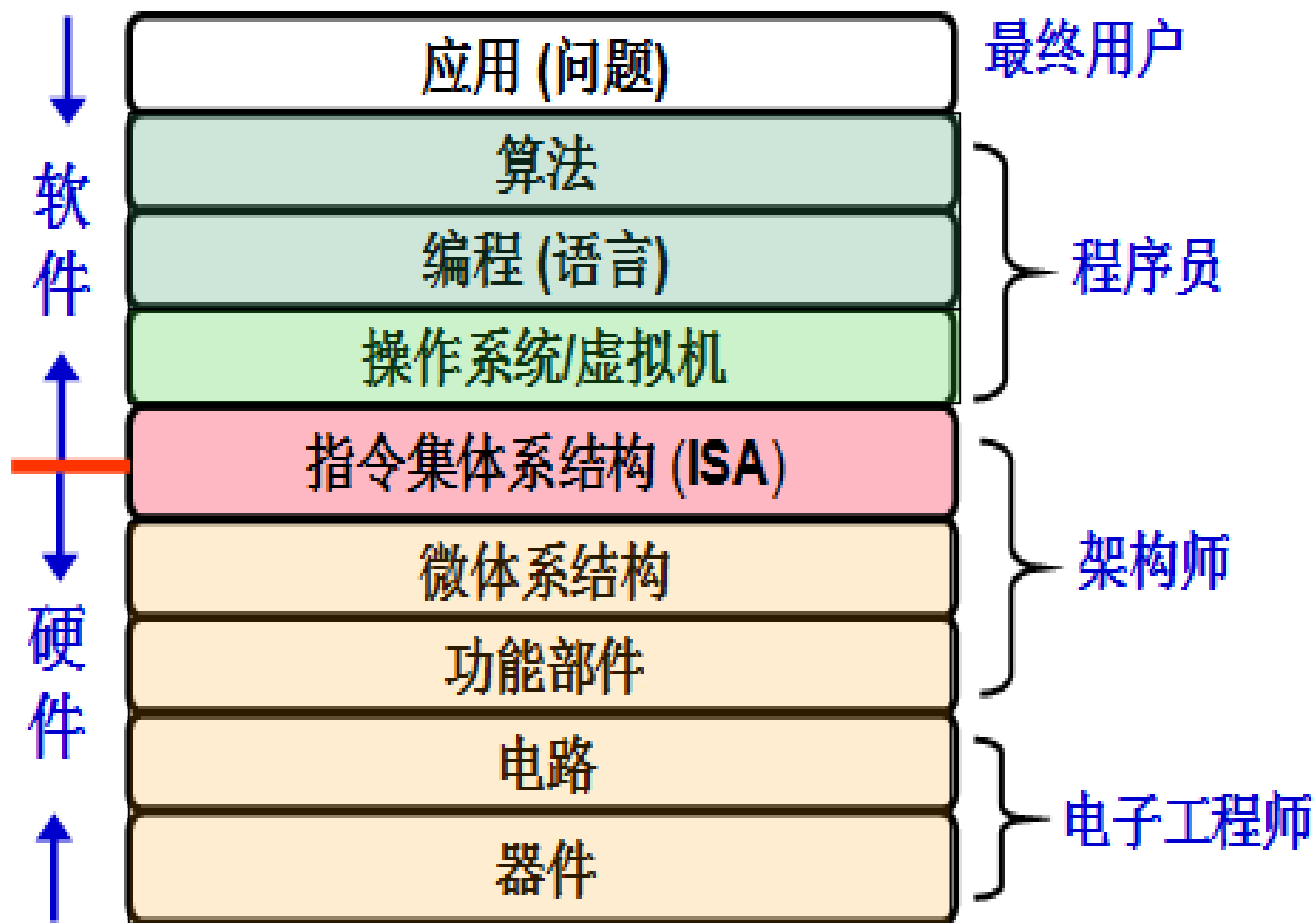 应用 (问题)
最终用户
算法
编程 (语言)
操作系统/虚拟机
程序员
指令集体系结构 (ISA)
微体系结构
功能部件
架构师
电路
器件
电子工程师
软件
硬件